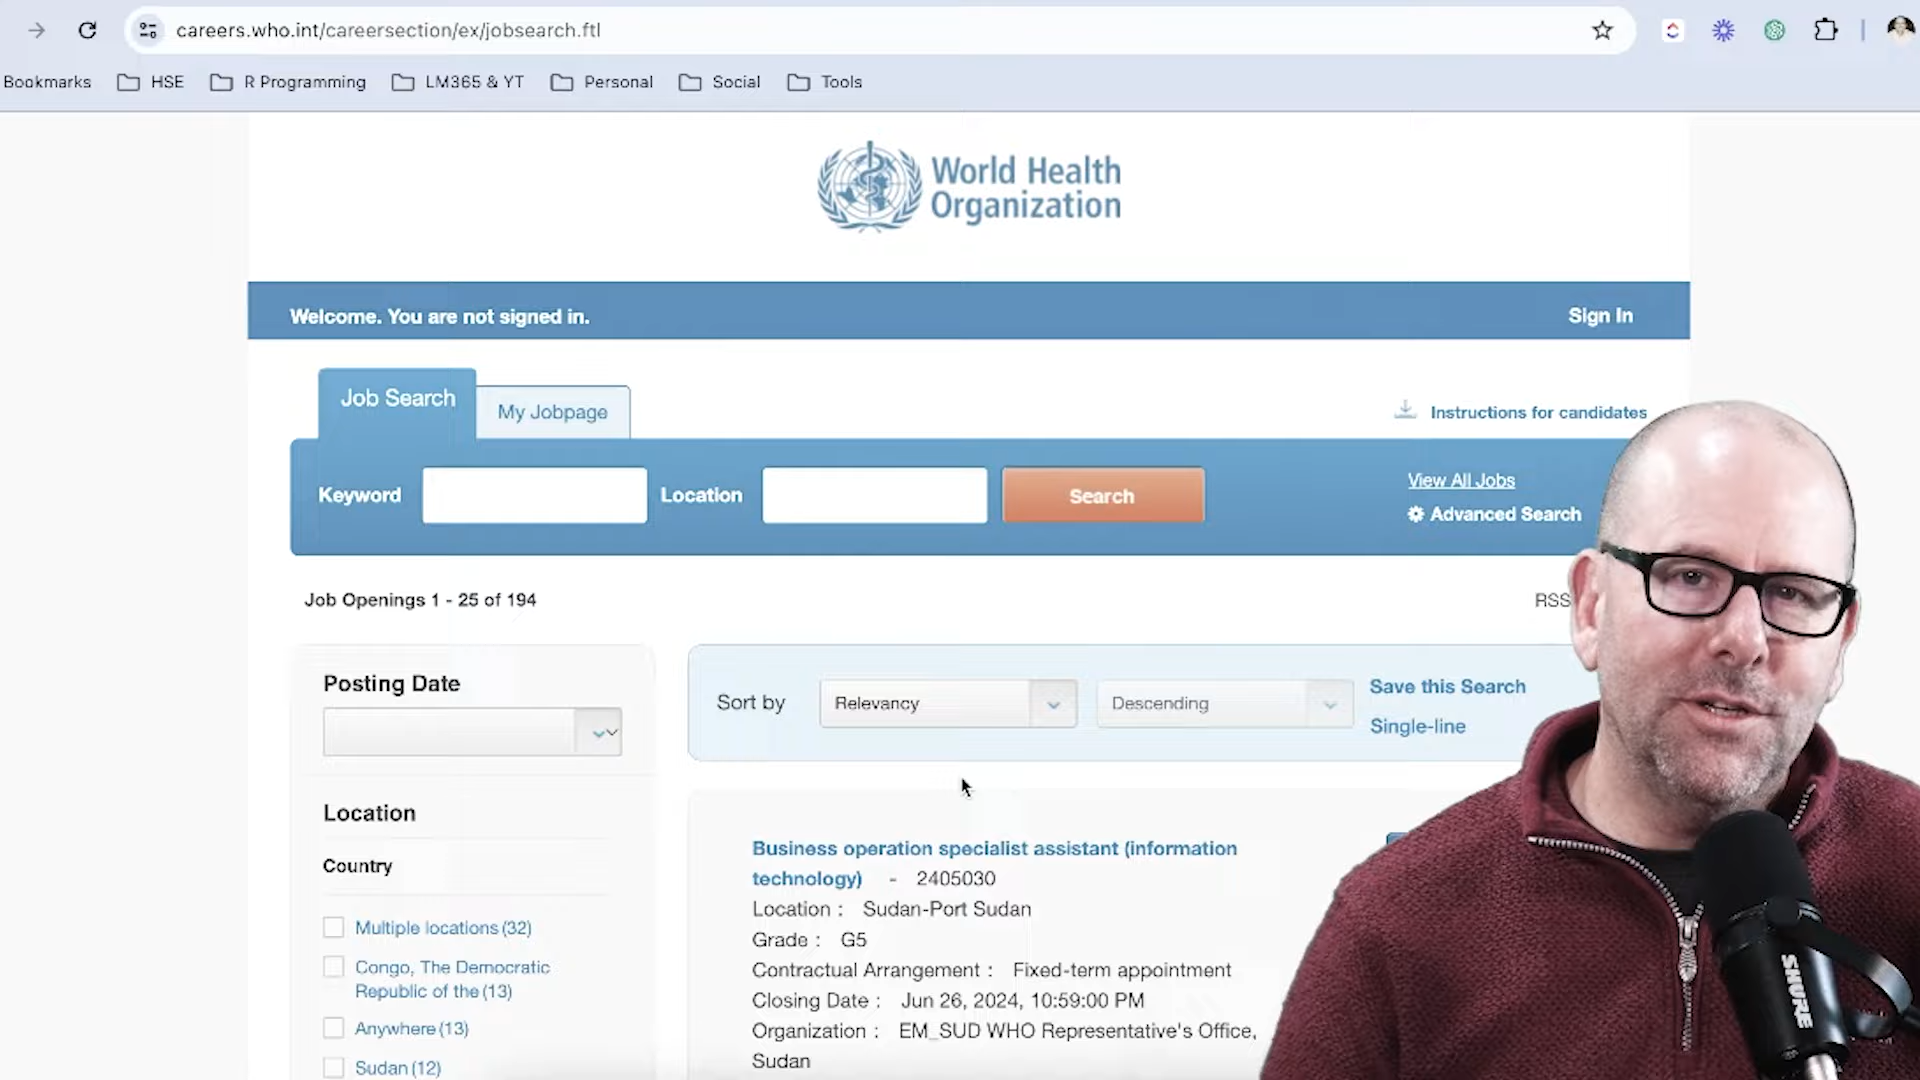 careers.who.int/careersection/ex/jobsearch.ftl
Bookmarks HSE R Programming LM365 & YT Personal Social Tools
World Health
Organization
Welcome. You are not signed in. Sign In
Job Search My Jobpage Instructions for candidates
Keyword Location Search View All Jobs
Advanced Search
Job Openings 1 - 25 of 194 RSS
Posting Date
Sort by Relevancy Descending Save this Search
Single-line
Location
Country
Multiple locations (32)
Congo, The Democratic
Republic of the (13)
Anywhere (13)
Sudan (12)
Business operation specialist assistant (information
technology) - 2405030
Location : Sudan-Port Sudan
Grade : G5
Contractual Arrangement : Fixed-term appointment
Closing Date : Jun 26, 2024, 10:59:00 PM
Organization : EM_SUD WHO Representative's Office,
Sudan
SHURE